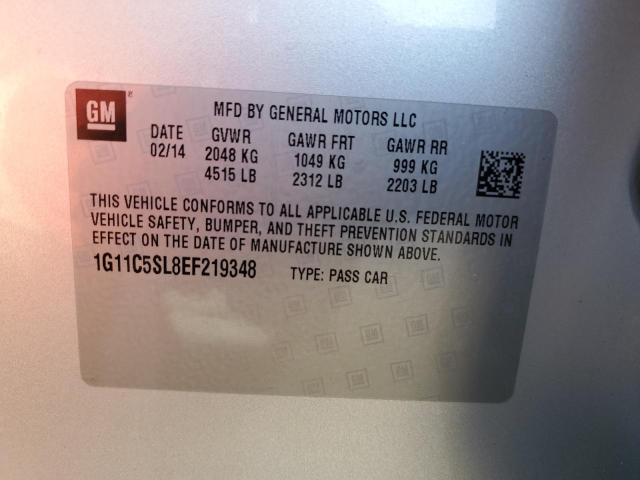 GM ®
MFD BY GENERAL MOTORS LLC
DATE GVWR GAWR FRT GAWR RR
02/14 2048 KG 1049 KG 999 KG
4515 LB 2312 LB 2203 LB
THIS VEHICLE CONFORMS TO ALL APPLICABLE U.S. FEDERAL MOTOR
VEHICLE SAFETY, BUMPER, AND THEFT PREVENTION STANDARDS IN
EFFECT ON THE DATE OF MANUFACTURE SHOWN ABOVE.
1G11C5SL8EF219348 TYPE: PASS CAR